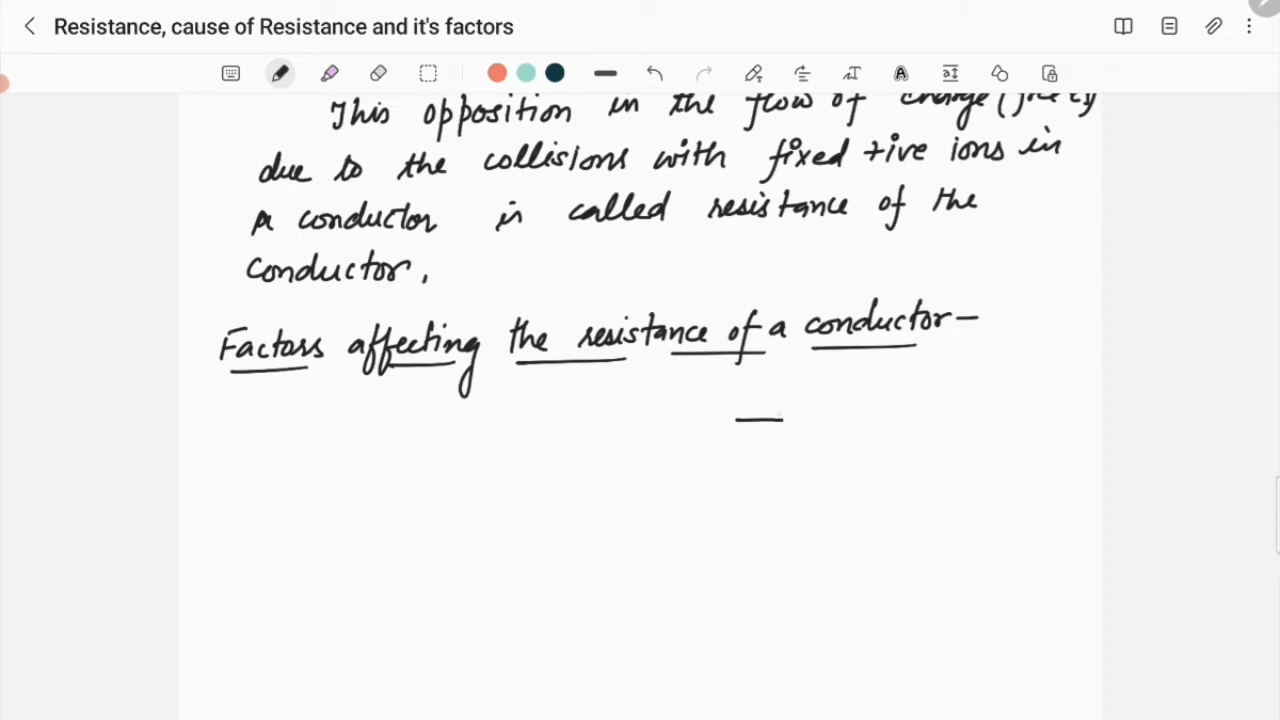 Resistance, cause of Resistance and it's factors
This opposition in the flow of charge
due to the collisions with fixed +ive ions in
a conductor is called resistance of the
conductor.
Factors affecting the resistance of a conductor—